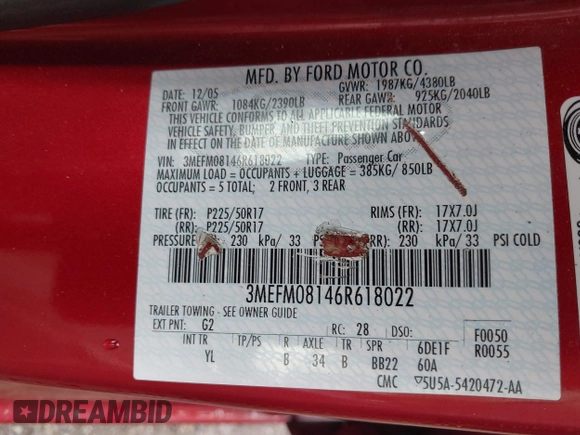 MFD. BY FORD MOTOR CO.
DATE: 12/05 GVWR: 1987KG/4380LB
FRONT GAWR: 1084KG/2390LB REAR GAWR: 925KG/2040LB
THIS VEHICLE CONFORMS TO ALL APPLICABLE FEDERAL MOTOR
VEHICLE SAFETY, BUMPER, AND THEFT PREVENTION STANDARDS
IN EFFECT ON THE DATE OF MANUFACTURE SHOWN ABOVE
VIN: 3MEFM08146R618022 TYPE: Passenger Car
MAXIMUM LOAD = OCCUPANTS + LUGGAGE = 385KG/ 850LB
OCCUPANTS = 5 TOTAL; 2 FRONT, 3 REAR
TIRE (FR): P225/50R17 RIMS (FR): 17X7.0J
(RR): P225/50R17 (RR): 17X7.0J
PRESSURE 230 kPa/ 33 (RR): 230 kPa/ 33 PSI COLD
3MEFM08146R618022
TRAILER TOWING - SEE OWNER GUIDE
EXT PNT: G2 RC: 28 DSO: F0050
INT TR TP/PS R AXLE TR SPR 6DE1F R0055
YL B 34 B BB22 60A
CMC ▽5U5A-5420472-AA
DREAMBID